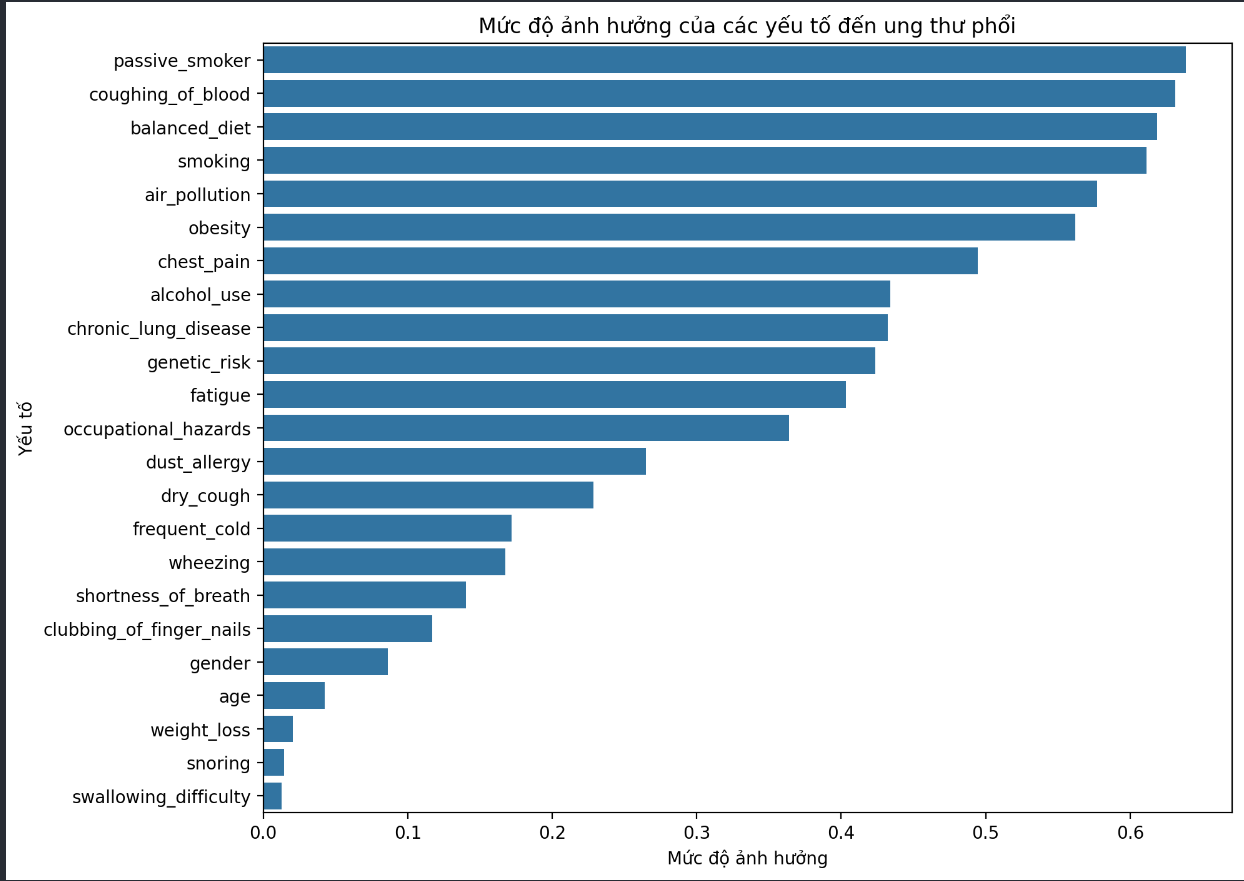 Mức độ ảnh hưởng của các yếu tố đến ung thư phổi
passive_smoker
coughing_of_blood
balanced_diet
smoking
air_pollution
obesity
chest_pain
alcohol_use
chronic_lung_disease
genetic_risk
fatigue
occupational_hazards
dust_allergy
dry_cough
frequent_cold
wheezing
shortness_of_breath
clubbing_of_finger_nails
gender
age
weight_loss
snoring
swallowing_difficulty
Yếu tố
0.0 0.1 0.2 0.3 0.4 0.5 0.6
Mức độ ảnh hưởng